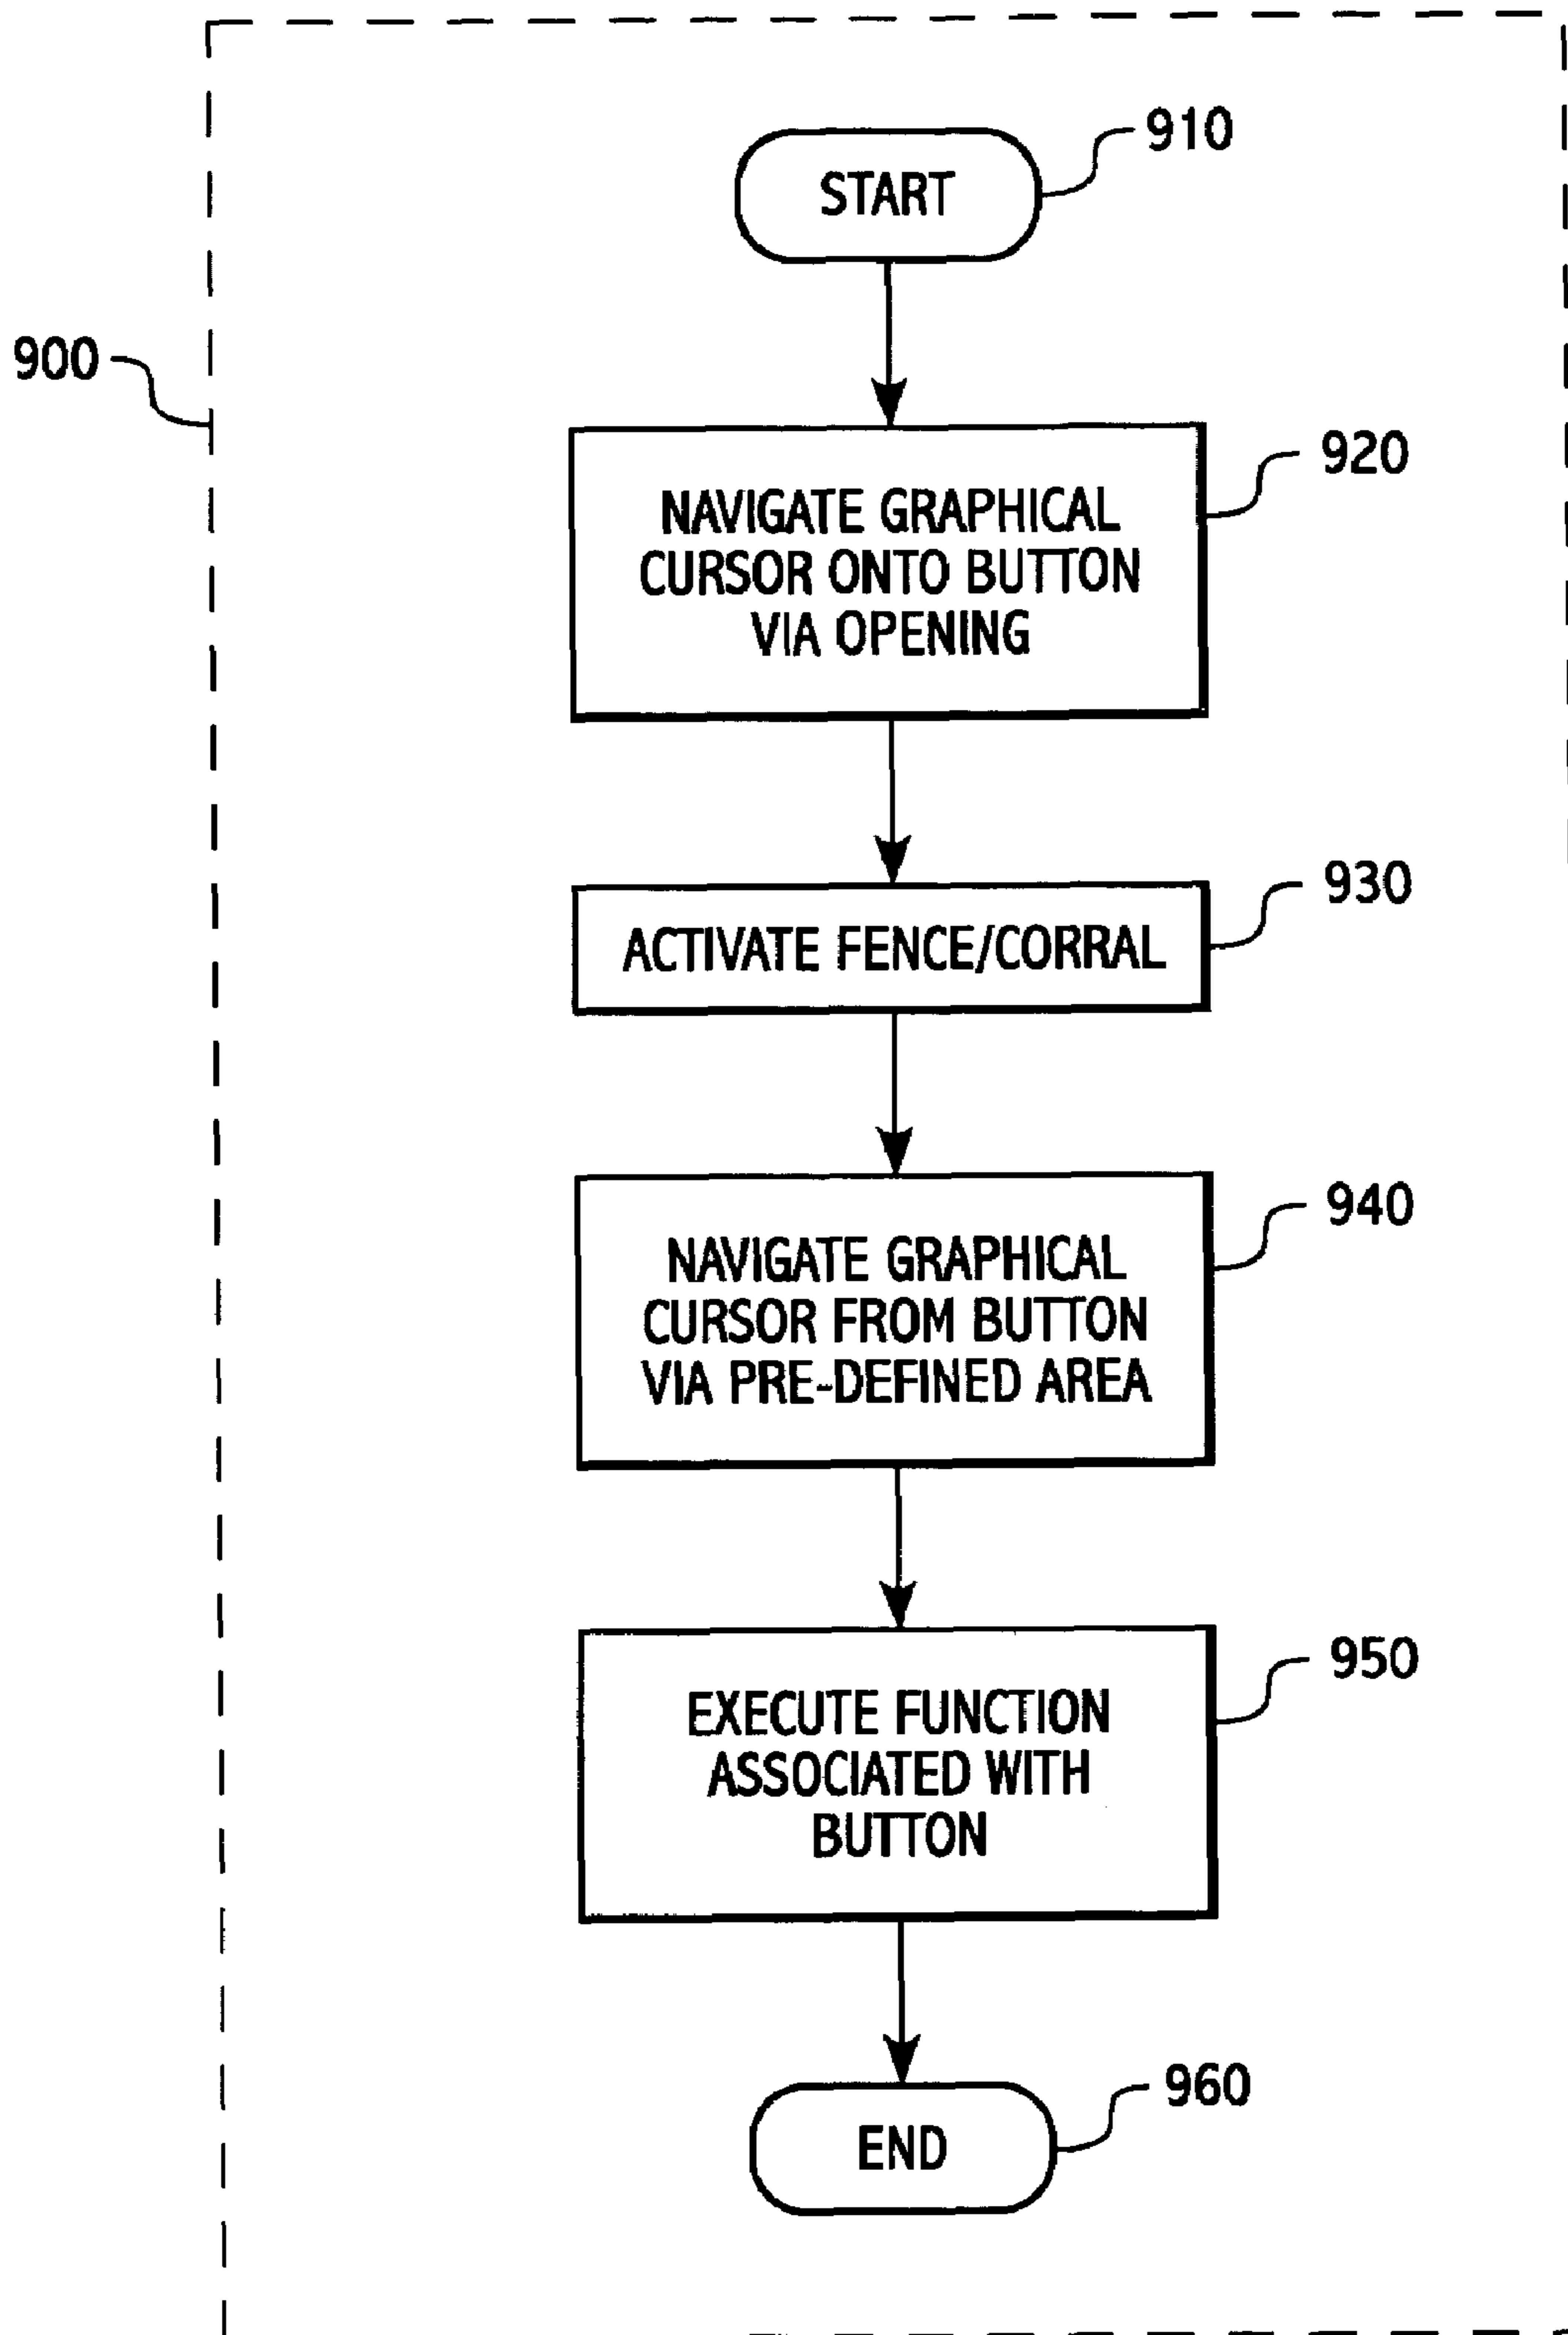 910
START
900
920
NAVIGATE GRAPHICAL
CURSOR ONTO BUTTON
VIA OPENING
930
ACTIVATE FENCE/CORRAL
940
NAVIGATE GRAPHICAL
CURSOR FROM BUTTON
VIA PRE-DEFINED AREA
950
EXECUTE FUNCTION
ASSOCIATED WITH
BUTTON
960
END